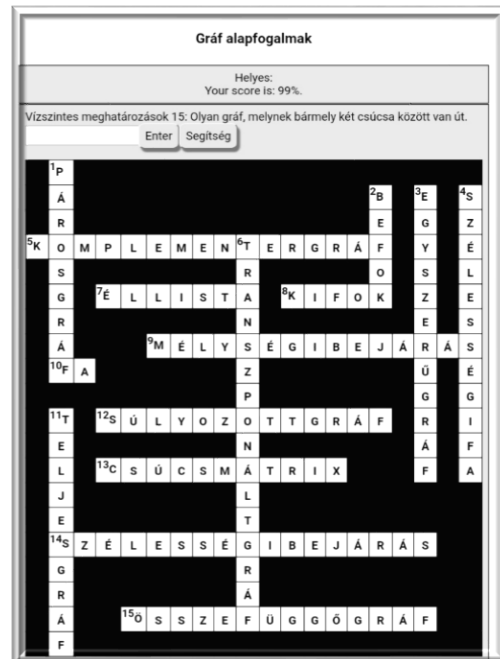 Gráf alapfogalmak
Helyes:
Your score is: 99%.
Vízszintes meghatározások 15: Olyan gráf, melynek bármely két csúcsa között van út.
Enter Segítség
1P
Á 2B 3E 4S
R E G Z
5K O M P L E M E N 6T E R G R Á F Y É
S R O S L
G 7É L L I S T A 8K I F O K Z E
R N E S
Á 9M É L Y S É G I B E J Á R Á S
10F A Z Ű É
P G G
11T 12S Ú L Y O Z O T T G R Á F R I
E N Á F
L 13C S Ú C S M Á T R I X F A
J L
E T
14S Z É L E S S É G I B E J Á R Á S
G R
R Á
Á 15Ö S S Z E F Ü G G Ő G R Á F
F